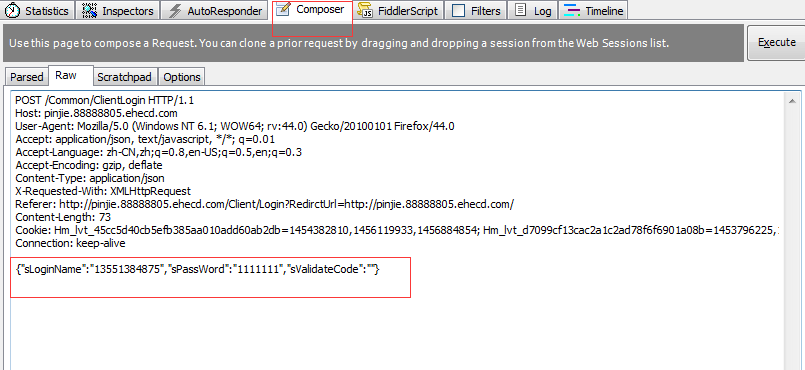 Statistics Inspectors AutoResponder Composer FiddlerScript Filters Log Timeline
Use this page to compose a Request. You can clone a prior request by dragging and dropping a session from the Web Sessions list. Execute
Parsed Raw Scratchpad Options
POST /Common/ClientLogin HTTP/1.1
Host: pinjie.88888805.ehecd.com
User-Agent: Mozilla/5.0 (Windows NT 6.1; WOW64; rv:44.0) Gecko/20100101 Firefox/44.0
Accept: application/json, text/javascript, */*; q=0.01
Accept-Language: zh-CN,zh;q=0.8,en-US;q=0.5,en;q=0.3
Accept-Encoding: gzip, deflate
Content-Type: application/json
X-Requested-With: XMLHttpRequest
Referer: http://pinjie.88888805.ehecd.com/Client/Login?RedirctUrl=http://pinjie.88888805.ehecd.com/
Content-Length: 73
Cookie: Hm_lvt_45cc5d40cb5efb385aa010add60ab2db=1454382810,1456119933,1456884854; Hm_lvt_d7099cf13cac2a1c2ad78f6f6901a08b=1453796225,
Connection: keep-alive
{"sLoginName":"13551384875","sPassWord":"1111111","sValidateCode":""}